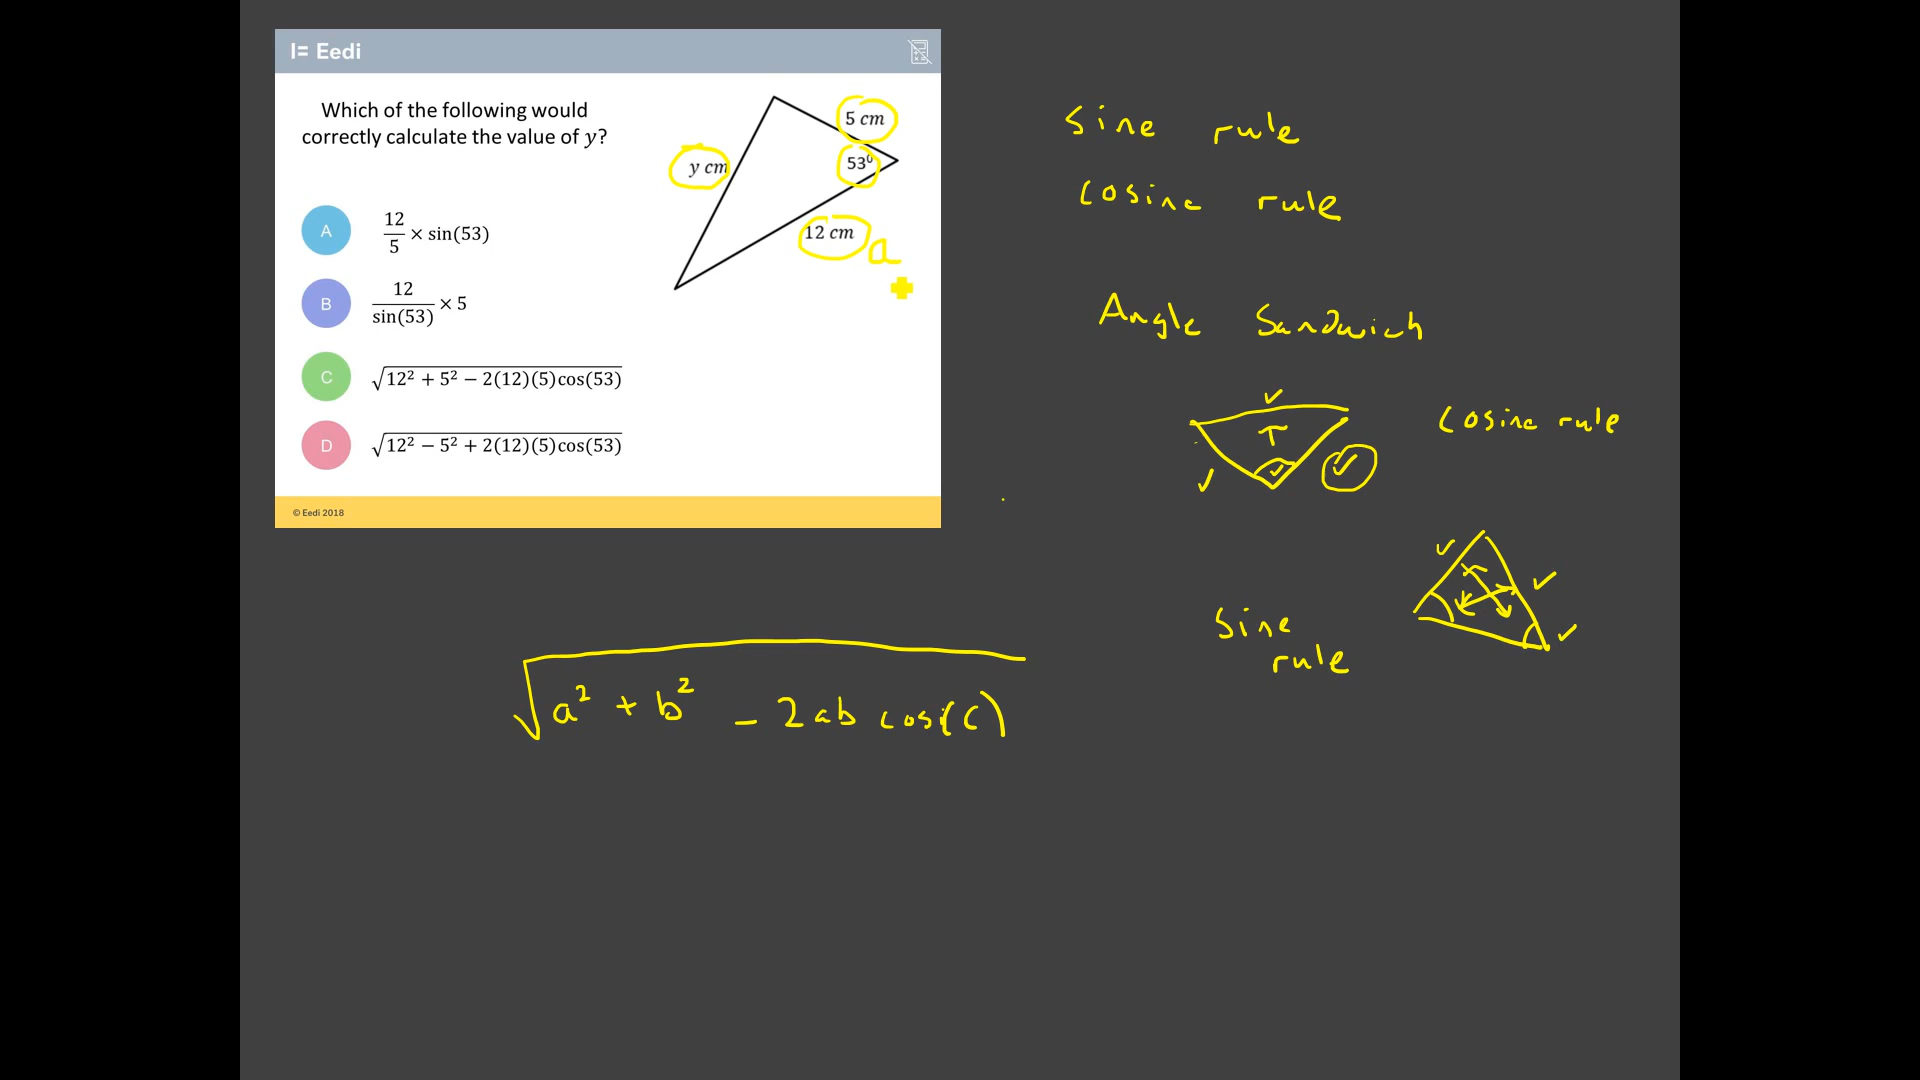 Eedi
Which of the following would
correctly calculate the value of y?
5 cm
53⁰
y cm
12 cm
a
A
12/5 × sin(53)
B
12/sin(53) × 5
C
√(12² + 5² − 2(12)(5)cos(53))
D
√(12² − 5² + 2(12)(5)cos(53))
© Eedi 2018
Sine rule
Cosine rule
Angle Sandwich
Cosine rule
Sine
rule
√(a² + b² - 2ab cos(C))